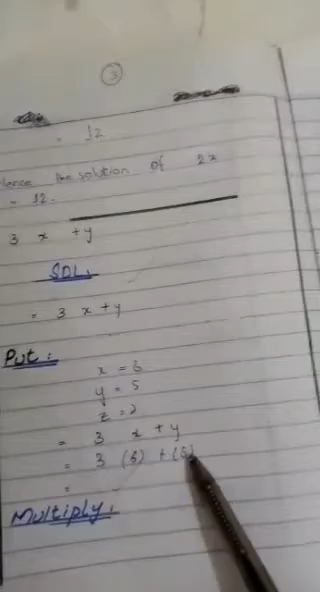 3
= 12
Hence the solution of 2x
= 12.
3 x + y
SOL:
= 3 x + y
Put:
x = 6
y = 5
z = 2
= 3 x + y
= 3 (6) + (5)
=
Multiply: